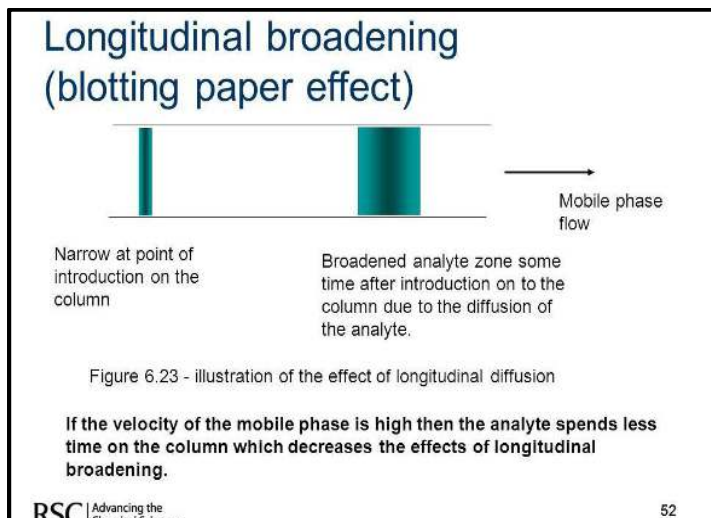 Longitudinal broadening
(blotting paper effect)
Mobile phase
flow
Narrow at point of
introduction on the
column
Broadened analyte zone some
time after introduction on to the
column due to the diffusion of
the analyte.
Figure 6.23 - illustration of the effect of longitudinal diffusion
If the velocity of the mobile phase is high then the analyte spends less
time on the column which decreases the effects of longitudinal
broadening.
RSC Advancing the
52